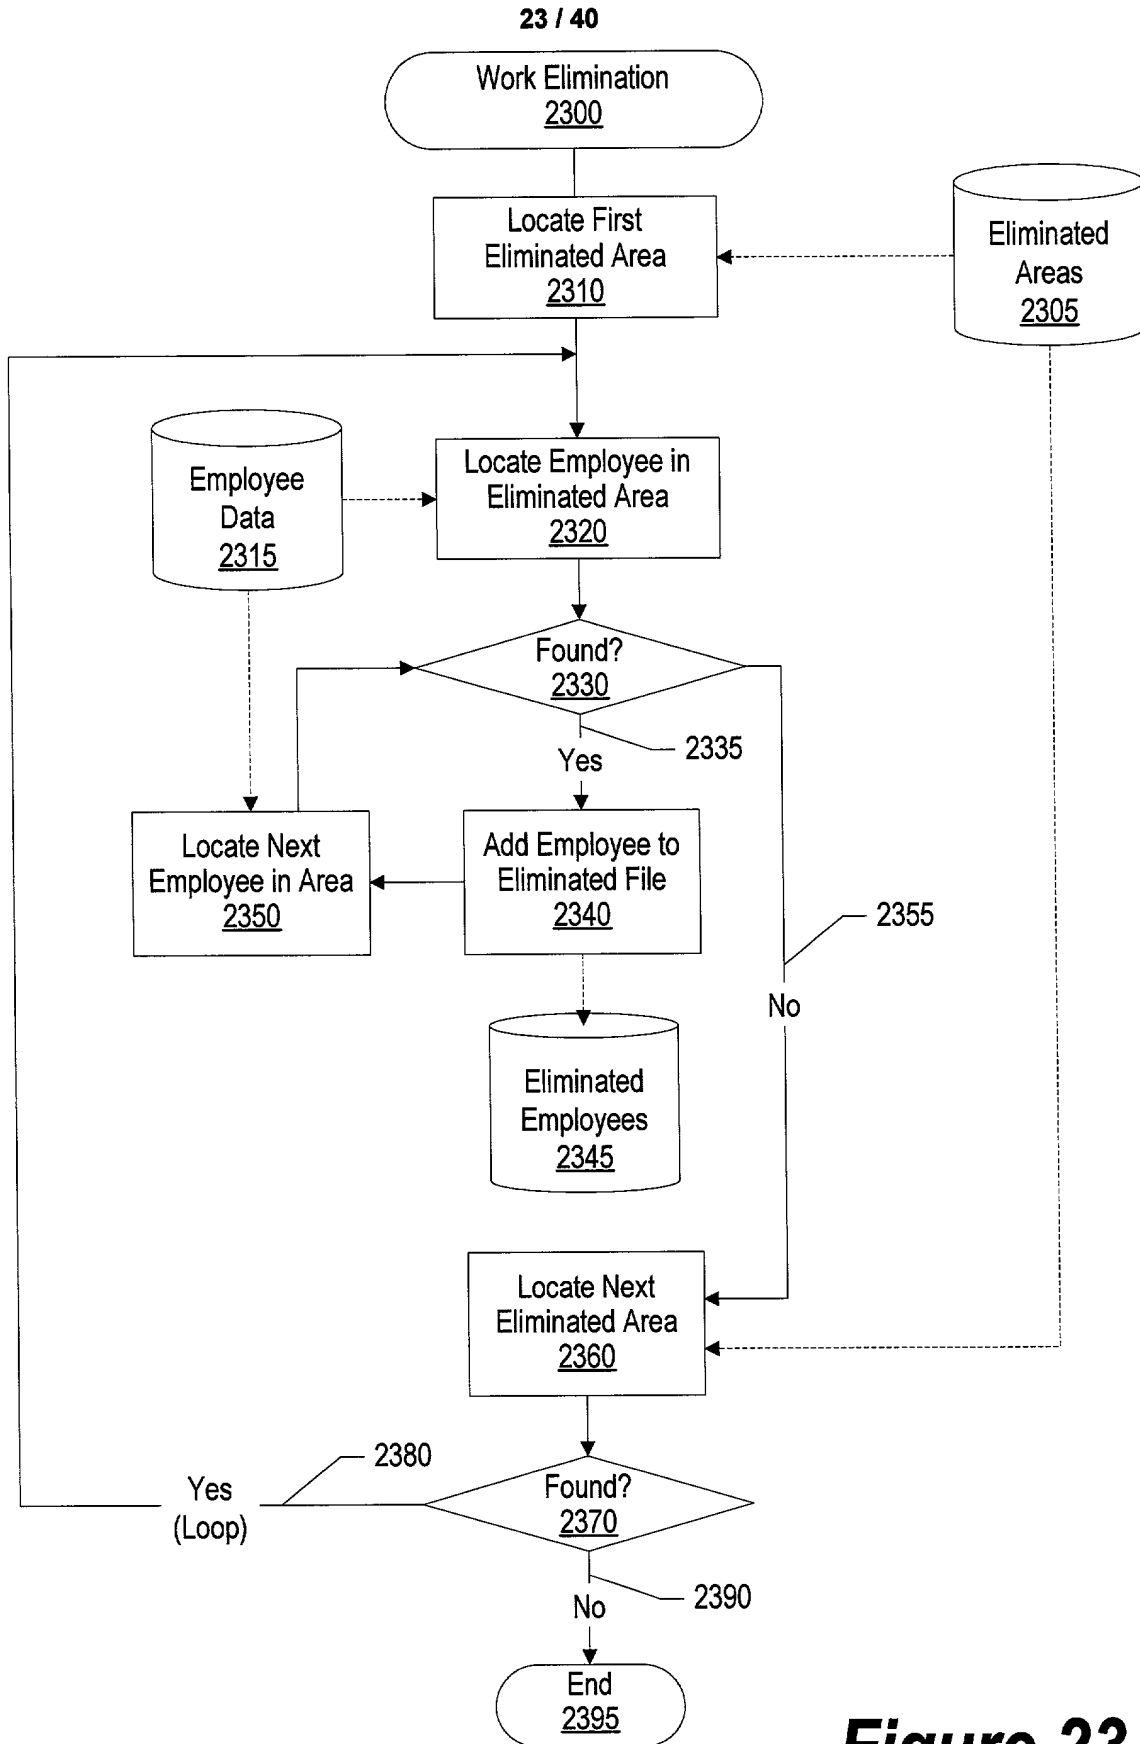 23 / 40
Work Elimination
2300
Locate First
Eliminated Area
2310
Eliminated
Areas
2305
Employee
Data
2315
Locate Employee in
Eliminated Area
2320
Found?
2330
2335
Yes
Locate Next
Employee in Area
2350
Add Employee to
Eliminated File
2340
2355
No
Eliminated
Employees
2345
Locate Next
Eliminated Area
2360
2380
Yes
(Loop)
Found?
2370
2390
No
End
2395
Figure 23